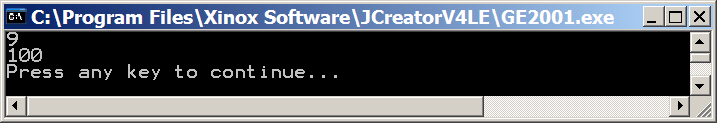 C:\Program Files\Xinox Software\JCreatorV4LE\GE2001.exe
9
100
Press any key to continue...